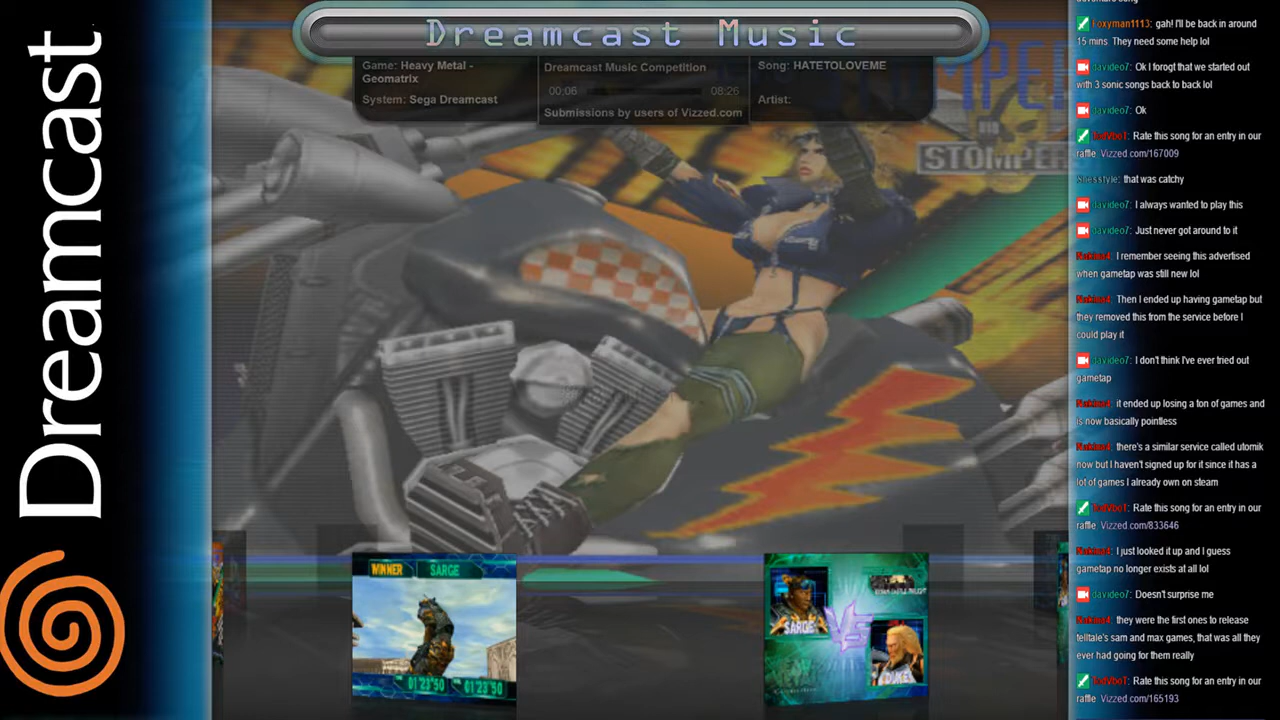 Dreamcast
Dreamcast Music
Game: Heavy Metal -
Geomatrix
System: Sega Dreamcast
Dreamcast Music Competition
00:06
08:26
Submissions by users of Vizzed.com
Song: HATETOLOVEME
Artist:
STOMPER
WINNER SARGE
01'23"50 01'23"50
SARGE
VS
DUKE
Foxyman1113: gah! I'll be back in around
15 mins They need some help lol
davideo7: Ok I forogt that we started out
with 3 sonic songs back to back lol
davideo7: Ok
Rate this song for an entry in our
raffle Vizzed.com/167009
that was catchy
davideo7: I always wanted to play this
davideo7: Just never got around to it
I remember seeing this advertised
when gametap was still new lol
Then I ended up having gametap but
they removed this from the service before I
could play it
davideo7: I don't think I've ever tried out
gametap
it ended up losing a ton of games and
is now basically pointless
there's a similar service called utomik
now but I haven't signed up for it since it has a
lot of games I already own on steam
Rate this song for an entry in our
raffle Vizzed.com/833646
I just looked it up and I guess
gametap no longer exists at all lol
davideo7: Doesn't surprise me
they were the first ones to release
telltale's sam and max games, that was all they
ever had going for them really
Rate this song for an entry in our
raffle Vizzed.com/165193